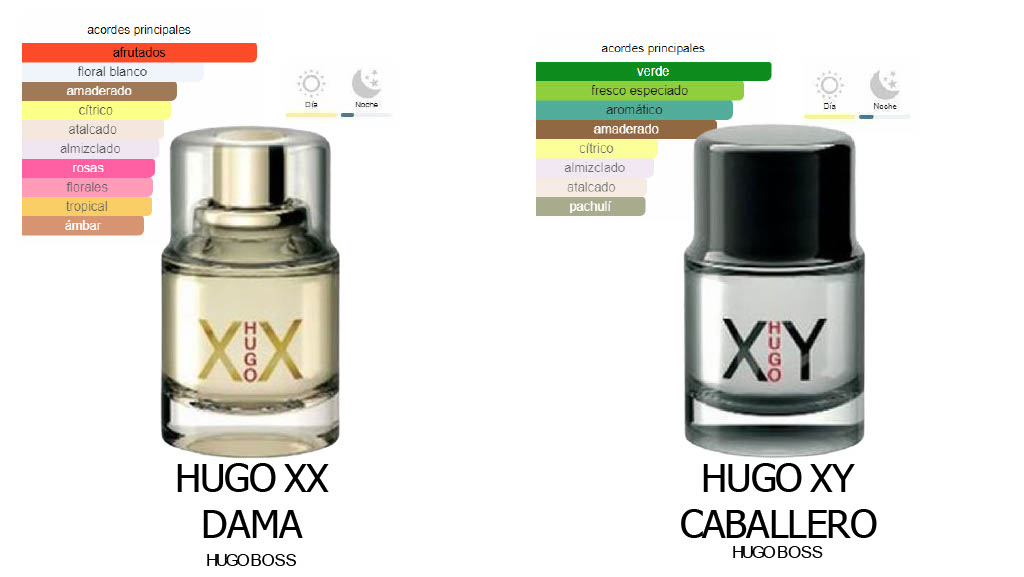 acordes principales
afrutados
floral blanco
amaderado
cítrico
atalcado
almizclado
rosas
florales
tropical
ámbar
Día
Noche
XX
HUGO
HUGO XX
DAMA
HUGO BOSS
acordes principales
verde
fresco especiado
aromático
amaderado
cítrico
almizclado
atalcado
pachulí
Día
Noche
XY
HUGO
HUGO XY
CABALLERO
HUGO BOSS